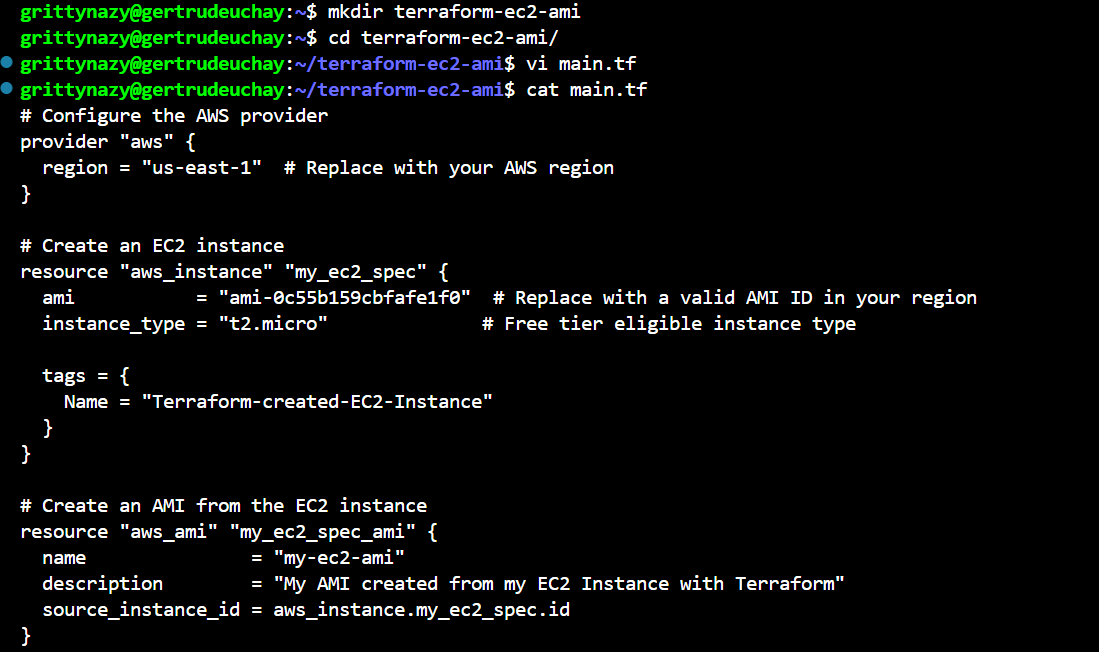 grittynazy@gertrudeuchay:~$ mkdir terraform-ec2-ami
grittynazy@gertrudeuchay:~$ cd terraform-ec2-ami/
grittynazy@gertrudeuchay:~/terraform-ec2-ami$ vi main.tf
grittynazy@gertrudeuchay:~/terraform-ec2-ami$ cat main.tf
# Configure the AWS provider
provider "aws" {
  region = "us-east-1"  # Replace with your AWS region
}

# Create an EC2 instance
resource "aws_instance" "my_ec2_spec" {
  ami           = "ami-0c55b159cbfafe1f0"  # Replace with a valid AMI ID in your region
  instance_type = "t2.micro"              # Free tier eligible instance type

  tags = {
    Name = "Terraform-created-EC2-Instance"
  }
}

# Create an AMI from the EC2 instance
resource "aws_ami" "my_ec2_spec_ami" {
  name               = "my-ec2-ami"
  description        = "My AMI created from my EC2 Instance with Terraform"
  source_instance_id = aws_instance.my_ec2_spec.id
}